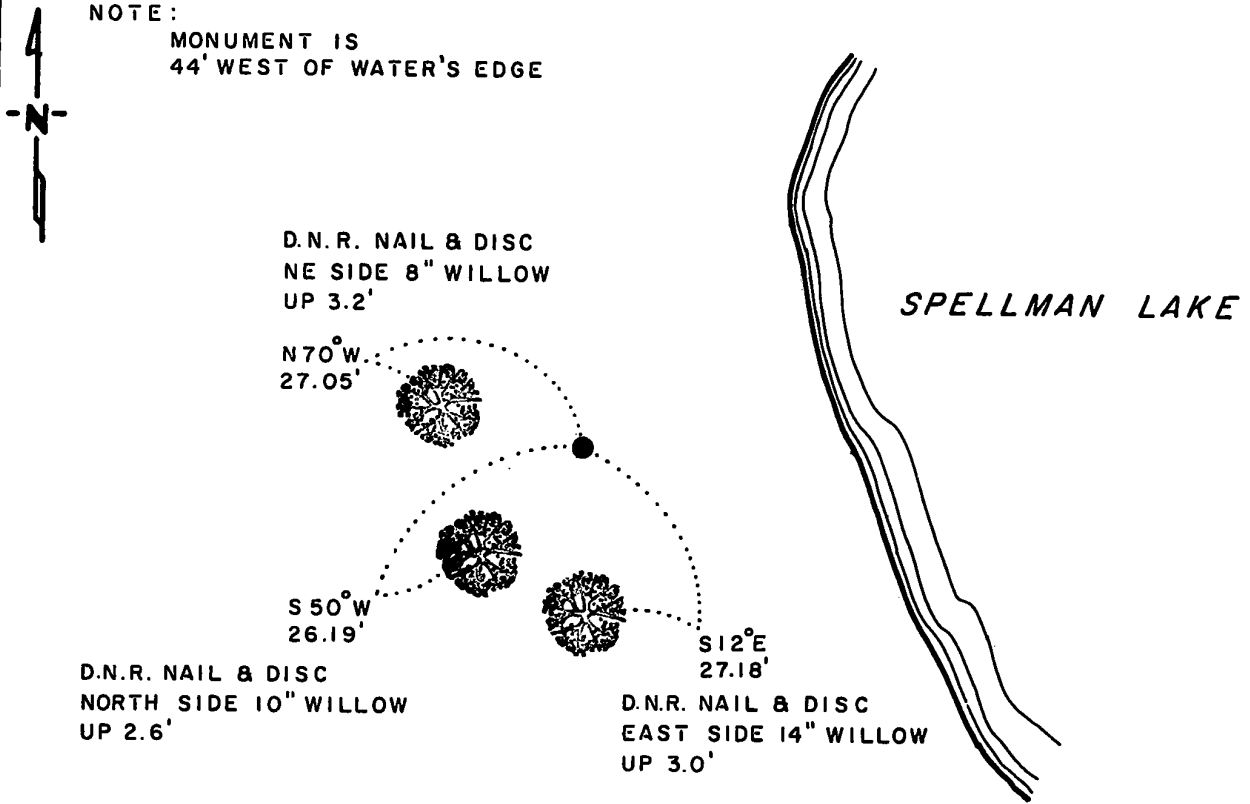 NOTE:
MONUMENT IS
44' WEST OF WATER'S EDGE
N
D.N.R. NAIL & DISC
NE SIDE 8" WILLOW
UP 3.2'
N 70° W
27.05'
SPELLMAN LAKE
S 50° W
26.19'
D.N.R. NAIL & DISC
NORTH SIDE 10" WILLOW
UP 2.6'
S 12° E
27.18'
D.N.R. NAIL & DISC
EAST SIDE 14" WILLOW
UP 3.0'